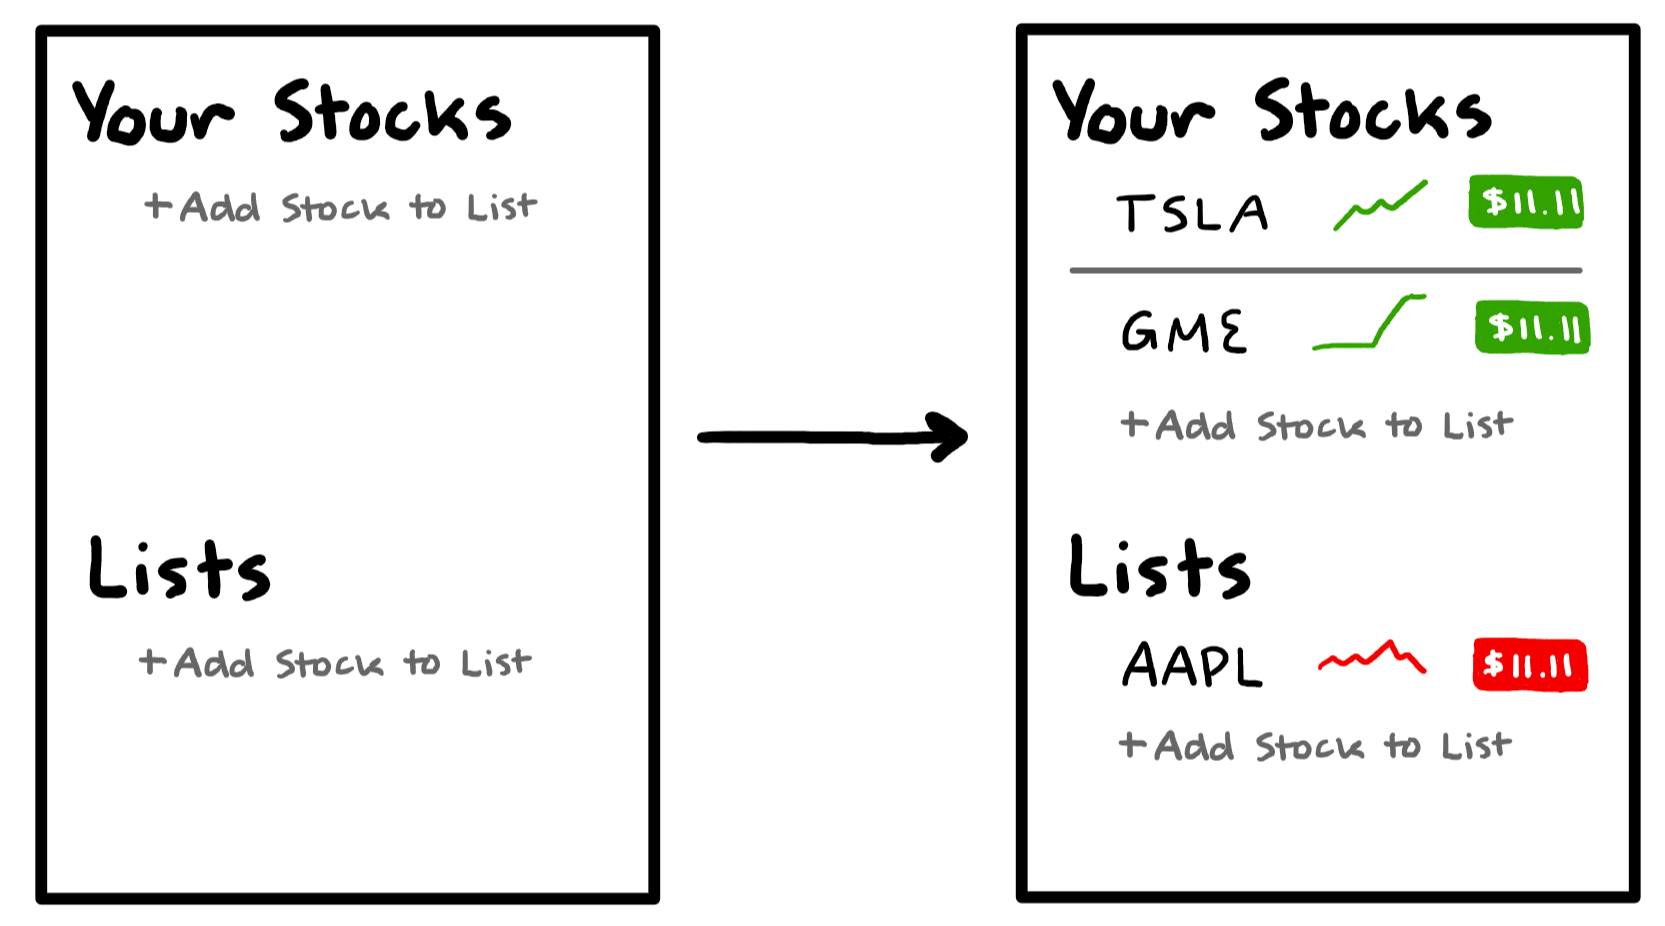 Your Stocks
+Add Stock to List
Lists
+Add Stock to List
Your Stocks
TSLA $11.11
GME $11.11
+Add Stock to List
Lists
AAPL $11.11
+Add Stock to List